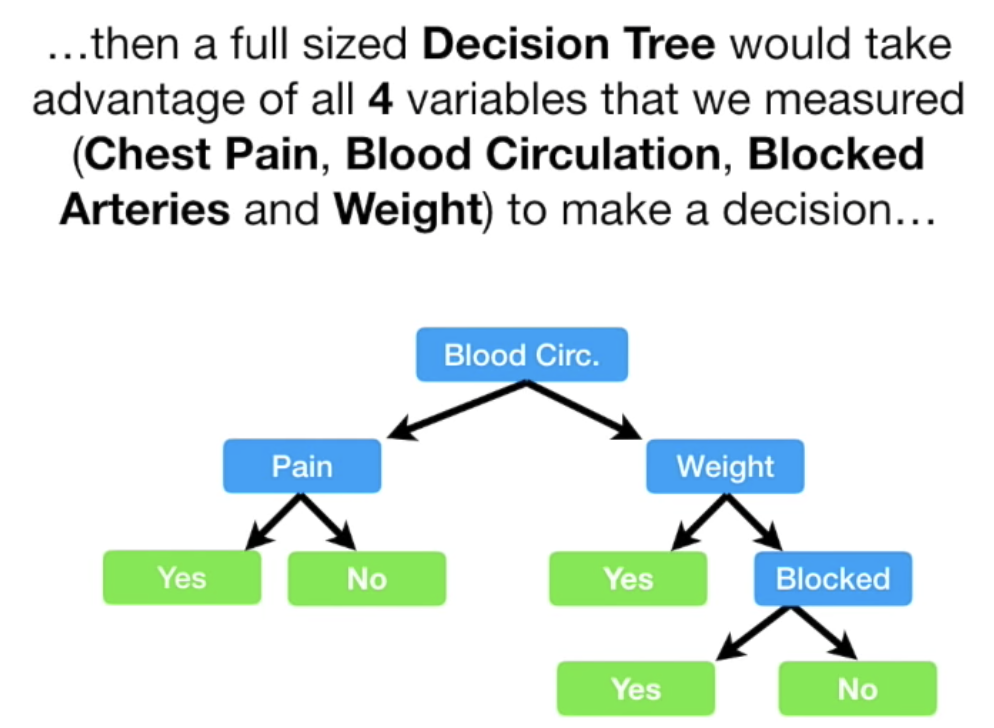 …then a full sized Decision Tree would take
advantage of all 4 variables that we measured
(Chest Pain, Blood Circulation, Blocked
Arteries and Weight) to make a decision…
Blood Circ.
Pain
Weight
Yes
No
Yes
Blocked
Yes
No